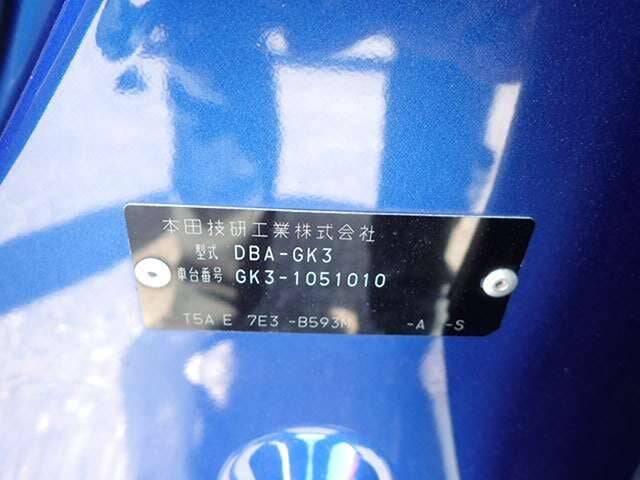 本田技研工業株式会社
型式 DBA-GK3
車台番号 GK3-1051010
T5A E 7E3 -B593M -A -S